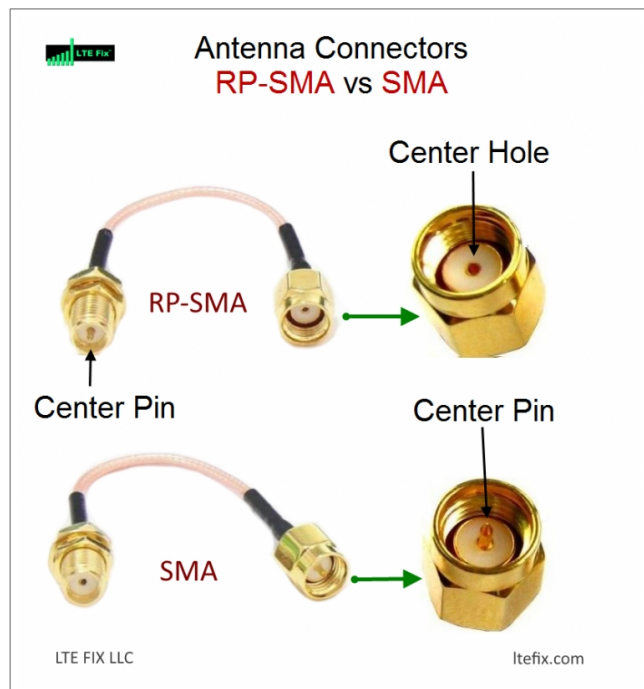 LTE Fix
Antenna Connectors
RP-SMA vs SMA
Center Hole
RP-SMA
Center Pin
Center Pin
SMA
LTE FIX LLC
ltefix.com